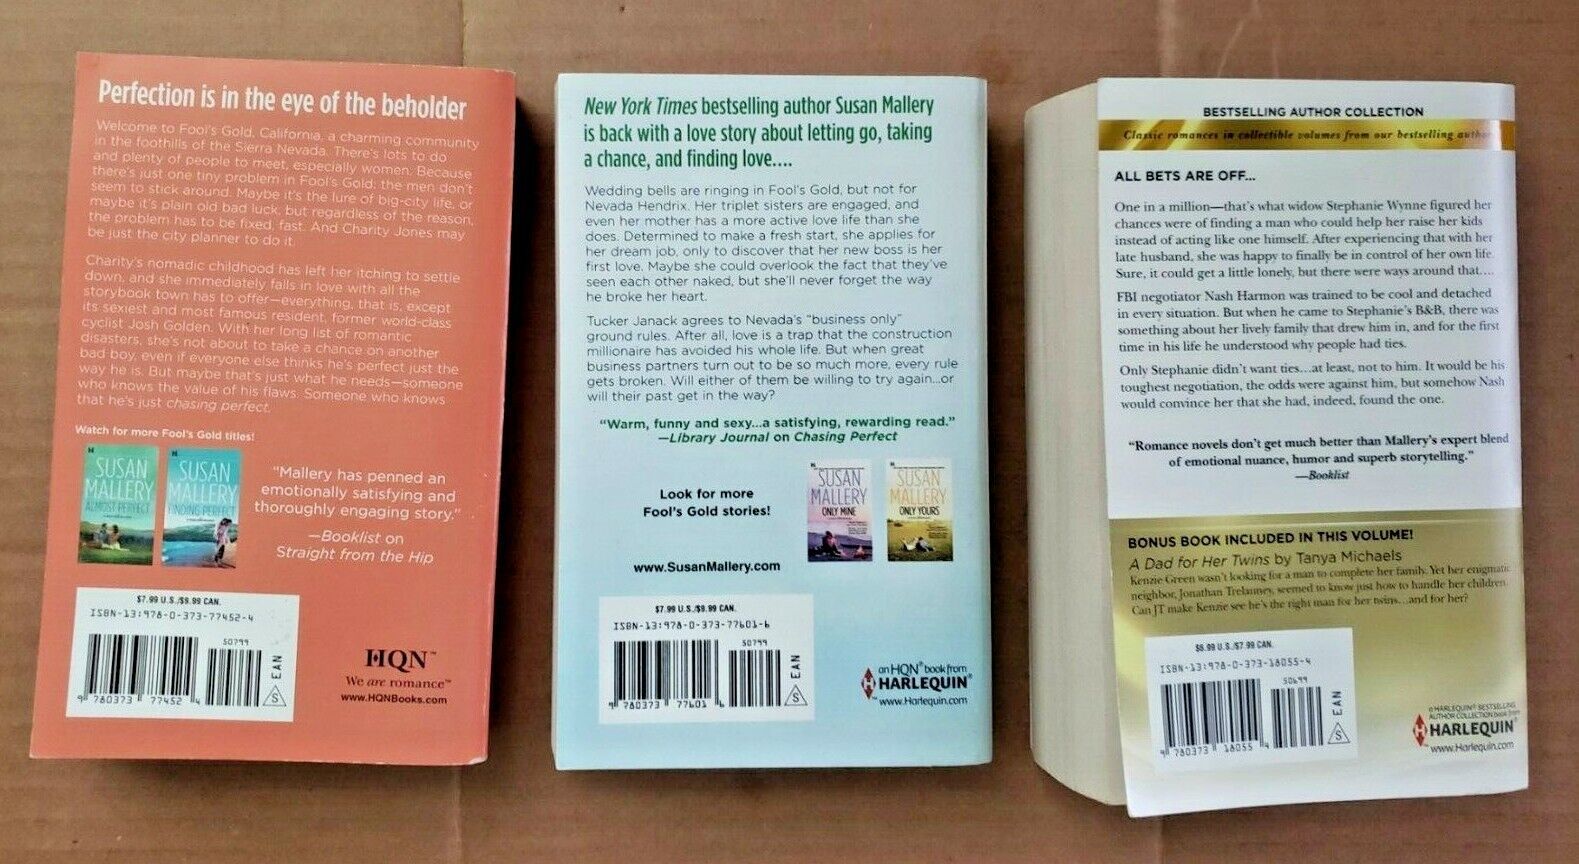 Perfection is in the eye of the beholder
Welcome to Fool's Gold, California, a charming community
in the foothills of the Sierra Nevada. There's lots to do
and plenty of people to meet, especially women. Because
there's just one tiny problem in Fool's Gold: the men don't
seem to stick around. Maybe it's the lure of big-city life, or
maybe it's plain old bad luck, but regardless of the reason,
the problem has to be fixed, fast. And Charity Jones may
be just the city planner to do it.
Charity's nomadic childhood has left her itching to settle
down, and she immediately falls in love with all the
storybook town has to offer—everything, that is, except
its sexiest and most famous resident, former world-class
cyclist Josh Golden. With her long list of romantic
disasters, she's not about to take a chance on another
bad boy, even if everyone else thinks he's perfect just the
way he is. But maybe that's just what he needs—someone
who knows the value of his flaws. Someone who knows
that he's just chasing perfect.
Watch for more Fool's Gold titles!
SUSAN
MALLERY
ALMOST PERFECT
SUSAN
MALLERY
FINDING PERFECT
"Mallery has penned an
emotionally satisfying and
thoroughly engaging story."
—Booklist on
Straight from the Hip
$7.99 U.S./$9.99 CAN.
ISBN-13:978-0-373-77452-4
50799
EAN
9 780373 77452 4
S
HQN™
We are romance™
www.HQNBooks.com
New York Times bestselling author Susan Mallery
is back with a love story about letting go, taking
a chance, and finding love....
Wedding bells are ringing in Fool's Gold, but not for
Nevada Hendrix. Her triplet sisters are engaged, and
even her mother has a more active love life than she
does. Determined to make a fresh start, she applies for
her dream job, only to discover that her new boss is her
first love. Maybe she could overlook the fact that they've
seen each other naked, but she'll never forget the way
he broke her heart.
Tucker Janack agrees to Nevada's "business only"
ground rules. After all, love is a trap that the construction
millionaire has avoided his whole life. But when great
business partners turn out to be so much more, every rule
gets broken. Will either of them be willing to try again...or
will their past get in the way?
"Warm, funny and sexy...a satisfying, rewarding read."
—Library Journal on Chasing Perfect
Look for more
Fool's Gold stories!
www.SusanMallery.com
SUSAN
MALLERY
ONLY MINE
SUSAN
MALLERY
ONLY YOURS
$7.99 U.S./$9.99 CAN.
ISBN-13:978-0-373-77601-6
50799
EAN
9 780373 77601 6
S
an HQN® book from
HARLEQUIN®
www.Harlequin.com
BESTSELLING AUTHOR COLLECTION
Classic romances in collectible volumes from our bestselling
ALL BETS ARE OFF...
One in a million—that's what widow Stephanie Wynne figured her
chances were of finding a man who could help her raise her kids
instead of acting like one himself. After experiencing that with her
late husband, she was happy to finally be in control of her own life.
Sure, it could get a little lonely, but there were ways around that....
FBI negotiator Nash Harmon was trained to be cool and detached
in every situation. But when he came to Stephanie's B&B, there was
something about her lively family that drew him in, and for the first
time in his life he understood why people had ties.
Only Stephanie didn't want ties...at least, not to him. It would be his
toughest negotiation, the odds were against him, but somehow Nash
would convince her that she had, indeed, found the one.
"Romance novels don't get much better than Mallery's expert blend
of emotional nuance, humor and superb storytelling."
—Booklist
BONUS BOOK INCLUDED IN THIS VOLUME!
A Dad for Her Twins by Tanya Michaels
Kenzie Green wasn't looking for a man to complete her family. Yet her enigmatic
neighbor, Jonathan Trelauney, seemed to know just how to handle her children.
Can JT make Kenzie see he's the right man for her twins...and for her?
$6.99 U.S./$7.99 CAN.
ISBN-13:978-0-373-18055-4
50699
EAN
9 780373 18055 4
S
a HARLEQUIN® BESTSELLING
AUTHOR COLLECTION book from
HARLEQUIN®
www.Harlequin.com